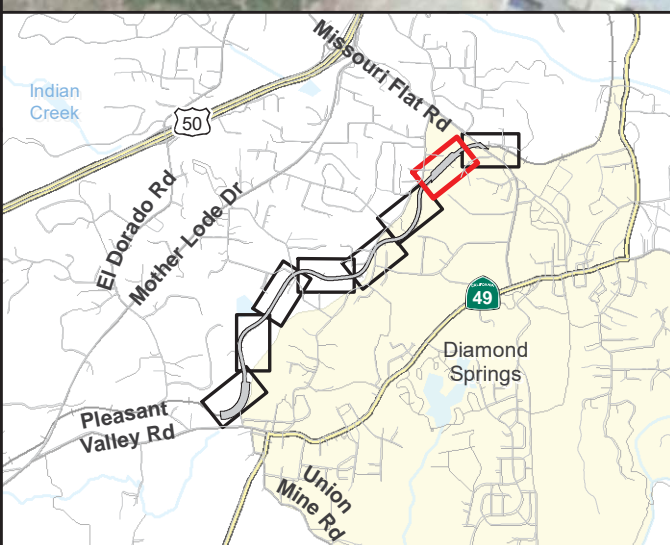 Missouri Flat Rd
Indian
Creek
50
El Dorado Rd
Mother Lode Dr
CALIFORNIA
49
Diamond
Springs
Pleasant
Valley Rd
Union
Mine Rd